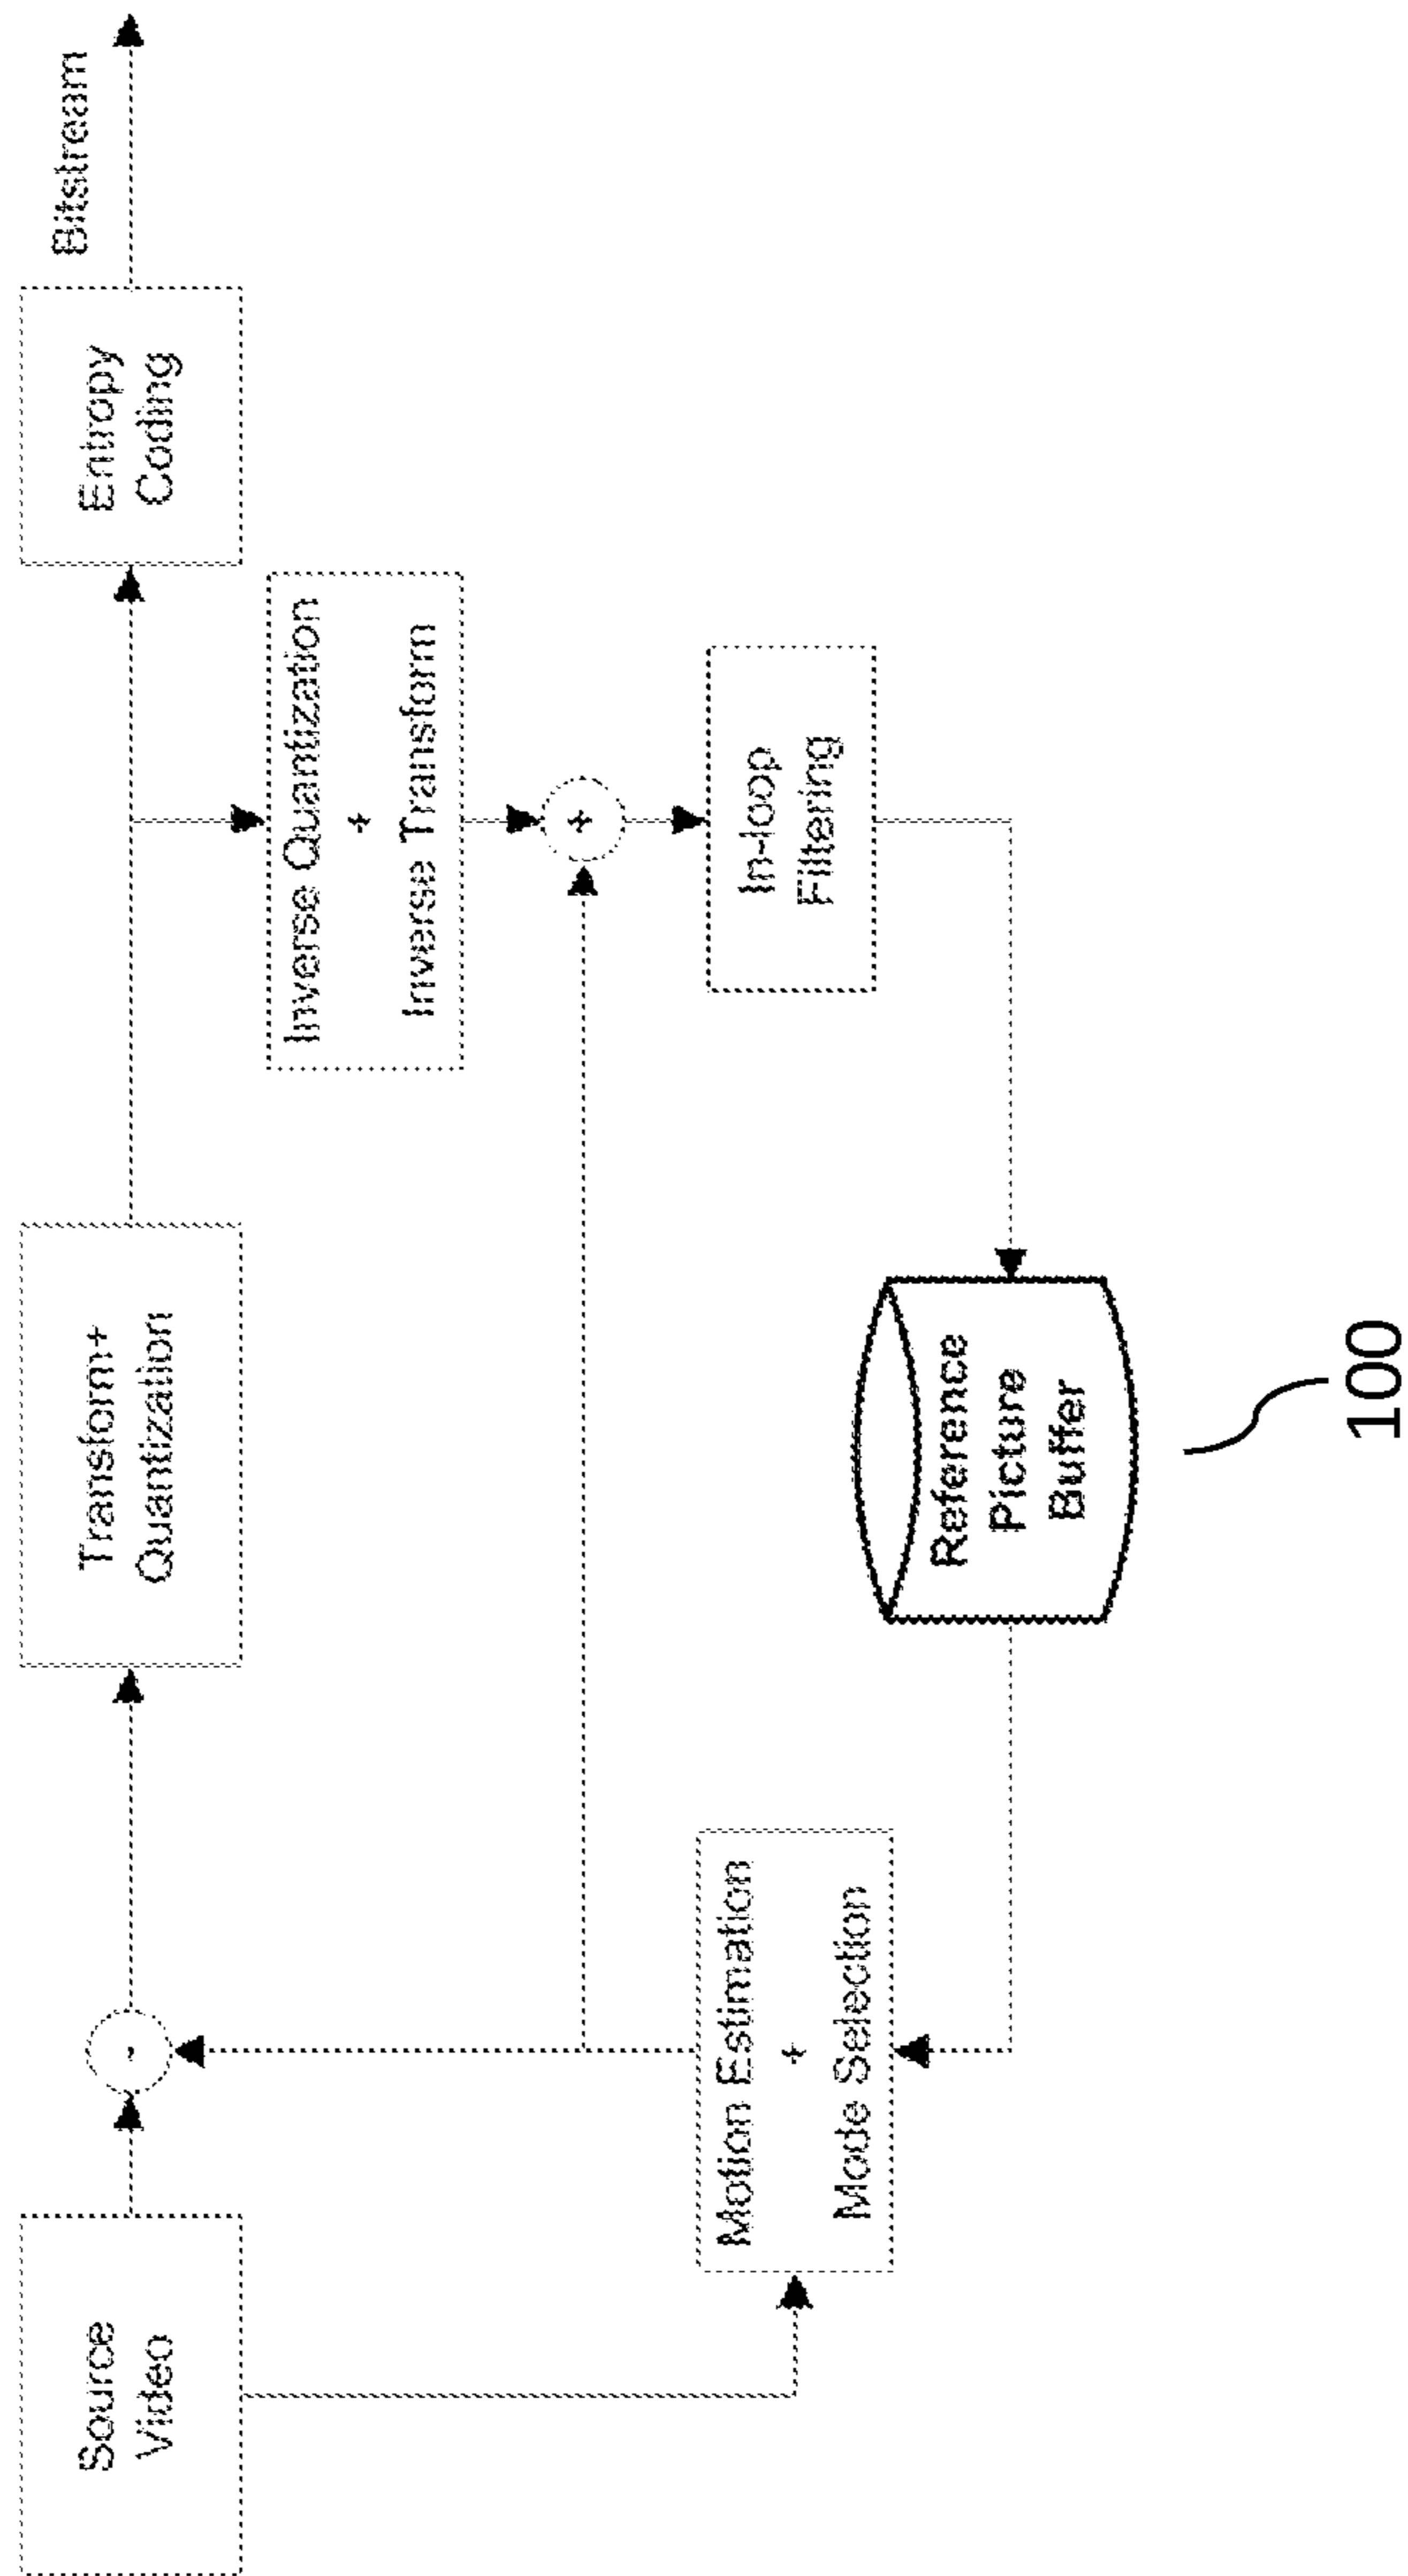 Source
Video
-
Transform+
Quantization
Entropy
Coding
Bitstream
Inverse Quantization
+
Inverse Transform
+
In-loop
Filtering
Motion Estimation
+
Mode Selection
Reference
Picture
Buffer
100